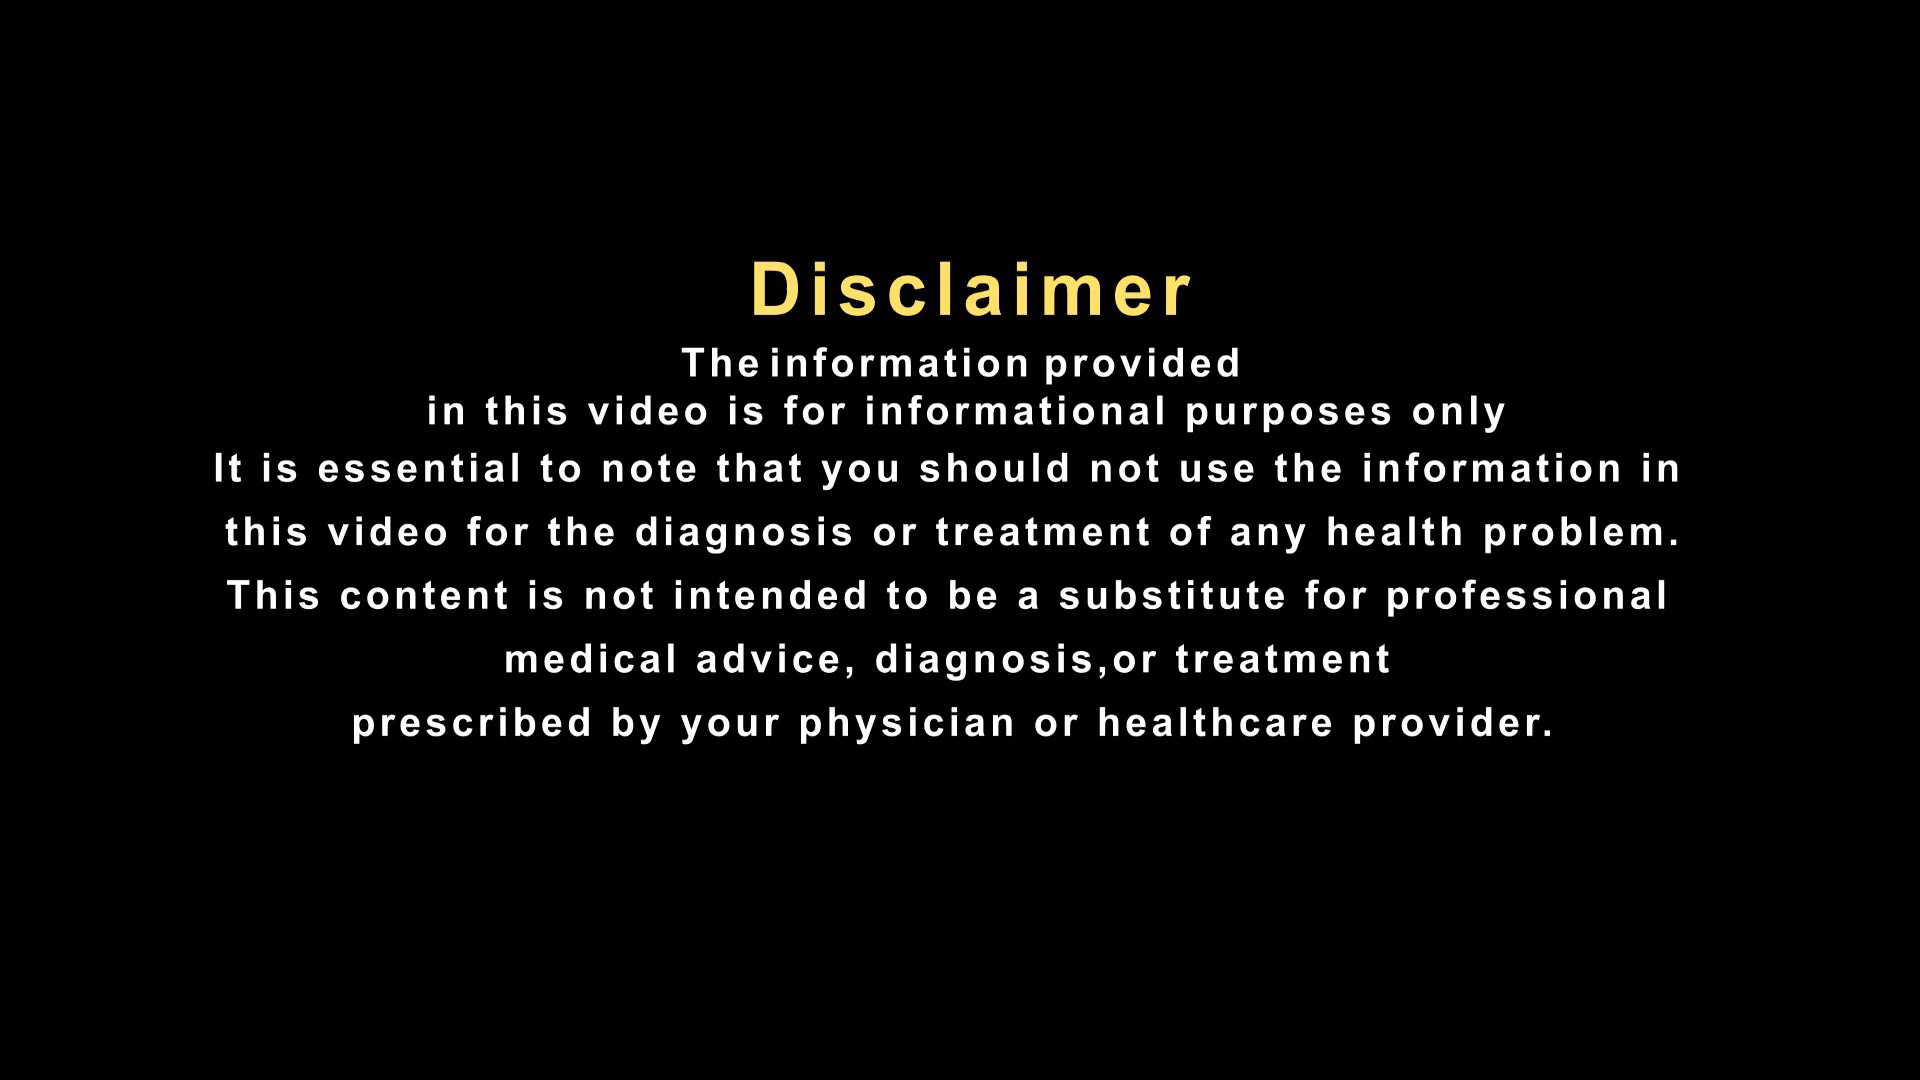 Disclaimer
The information provided
in this video is for informational purposes only
It is essential to note that you should not use the information in
this video for the diagnosis or treatment of any health problem.
This content is not intended to be a substitute for professional
medical advice, diagnosis,or treatment
prescribed by your physician or healthcare provider.